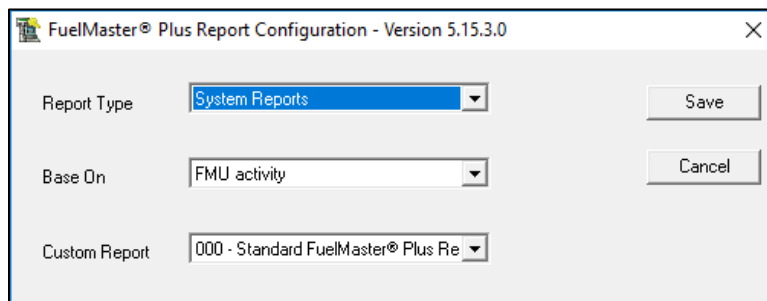 FuelMaster® Plus Report Configuration - Version 5.15.3.0
Report Type System Reports Save
Base On FMU activity Cancel
Custom Report 000 - Standard FuelMaster® Plus Re